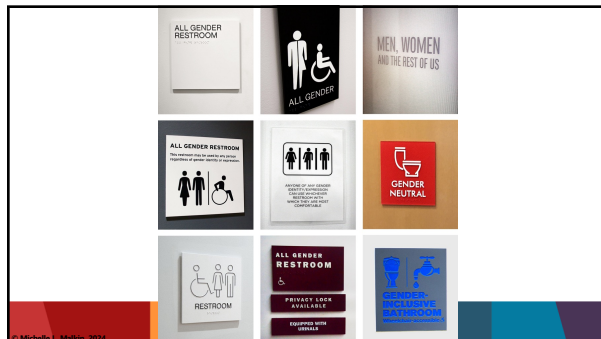 ALL GENDER
RESTROOM
ALL GENDER
MEN, WOMEN
AND THE REST OF US
ALL GENDER RESTROOM
This restroom may be used by any person
regardless of gender identity or expression.
ANYONE OF ANY GENDER
IDENTITY/EXPRESSION
CAN USE WHICHEVER
RESTROOM WITH
WHICH THEY ARE MOST
COMFORTABLE
GENDER
NEUTRAL
RESTROOM
ALL GENDER
RESTROOM
PRIVACY LOCK
AVAILABLE
EQUIPPED WITH
URINALS
GENDER-
INCLUSIVE
BATHROOM
© Michelle L. Malkin, 2024